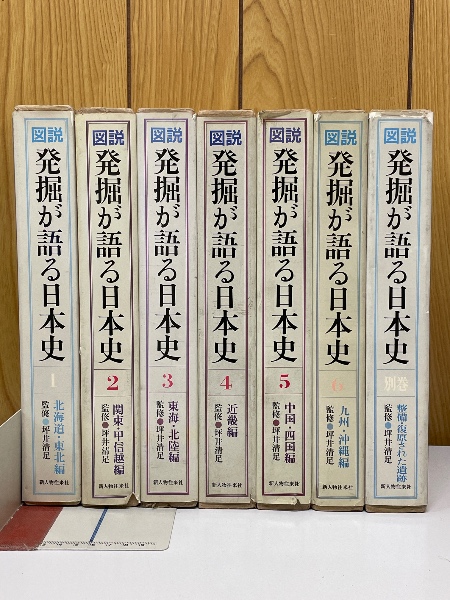 図説
発掘が語る日本史
1
北海道・東北編
監修●坪井清足
新人物往来社
図説
発掘が語る日本史
2
関東・甲信越編
監修●坪井清足
新人物往来社
図説
発掘が語る日本史
3
東海・北陸編
監修●坪井清足
新人物往来社
図説
発掘が語る日本史
4
近畿編
監修●坪井清足
新人物往来社
図説
発掘が語る日本史
5
中国・四国編
監修●坪井清足
新人物往来社
図説
発掘が語る日本史
6
九州・沖縄編
監修●坪井清足
新人物往来社
図説
発掘が語る日本史
別巻
整備・復原された遺跡
監修●坪井清足
新人物往来社